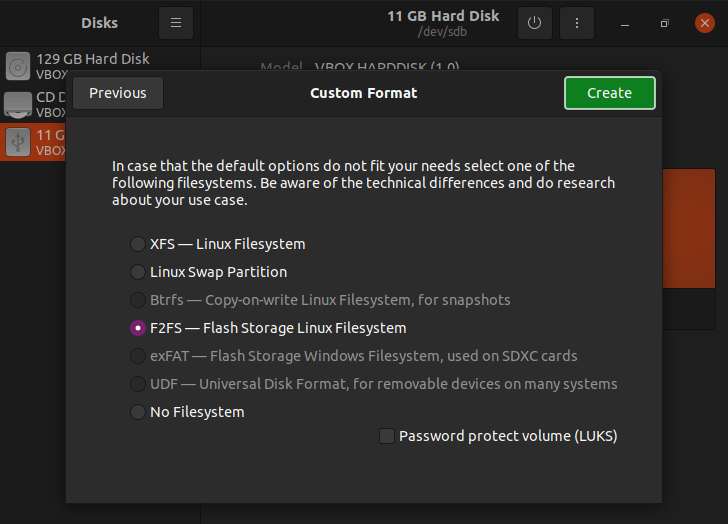 Disks
11 GB Hard Disk
/dev/sdb
129 GB Hard Disk
VBOX
Model VBOX HARDDISK (1.0)
CD D
VBOX
11 G
VBOX
Previous
Custom Format
Create
In case that the default options do not fit your needs select one of the
following filesystems. Be aware of the technical differences and do research
about your use case.
XFS — Linux Filesystem
Linux Swap Partition
Btrfs — Copy-on-write Linux Filesystem, for snapshots
F2FS — Flash Storage Linux Filesystem
exFAT — Flash Storage Windows Filesystem, used on SDXC cards
UDF — Universal Disk Format, for removable devices on many systems
No Filesystem
Password protect volume (LUKS)